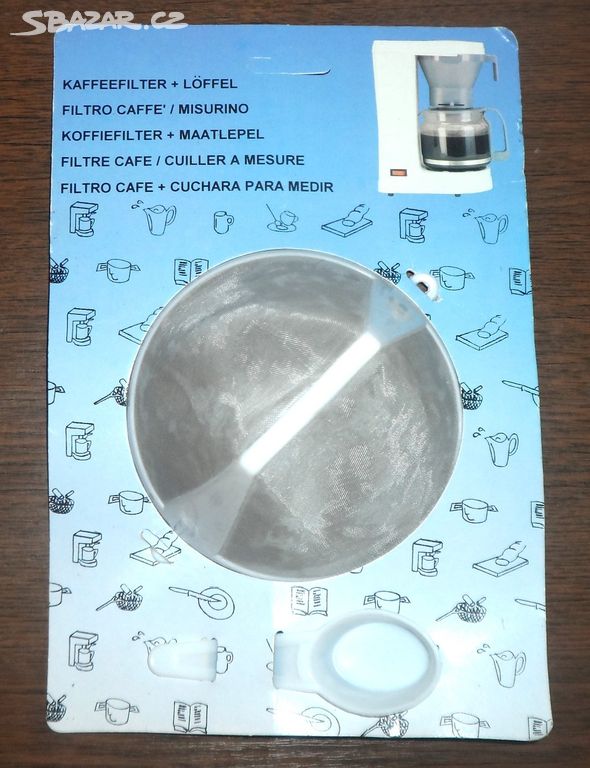 SBAZAR.CZ
KAFFEEFILTER + LÖFFEL
FILTRO CAFFE' / MISURINO
KOFFIEFILTER + MAATLEPEL
FILTRE CAFE / CUILLER A MESURE
FILTRO CAFE + CUCHARA PARA MEDIR